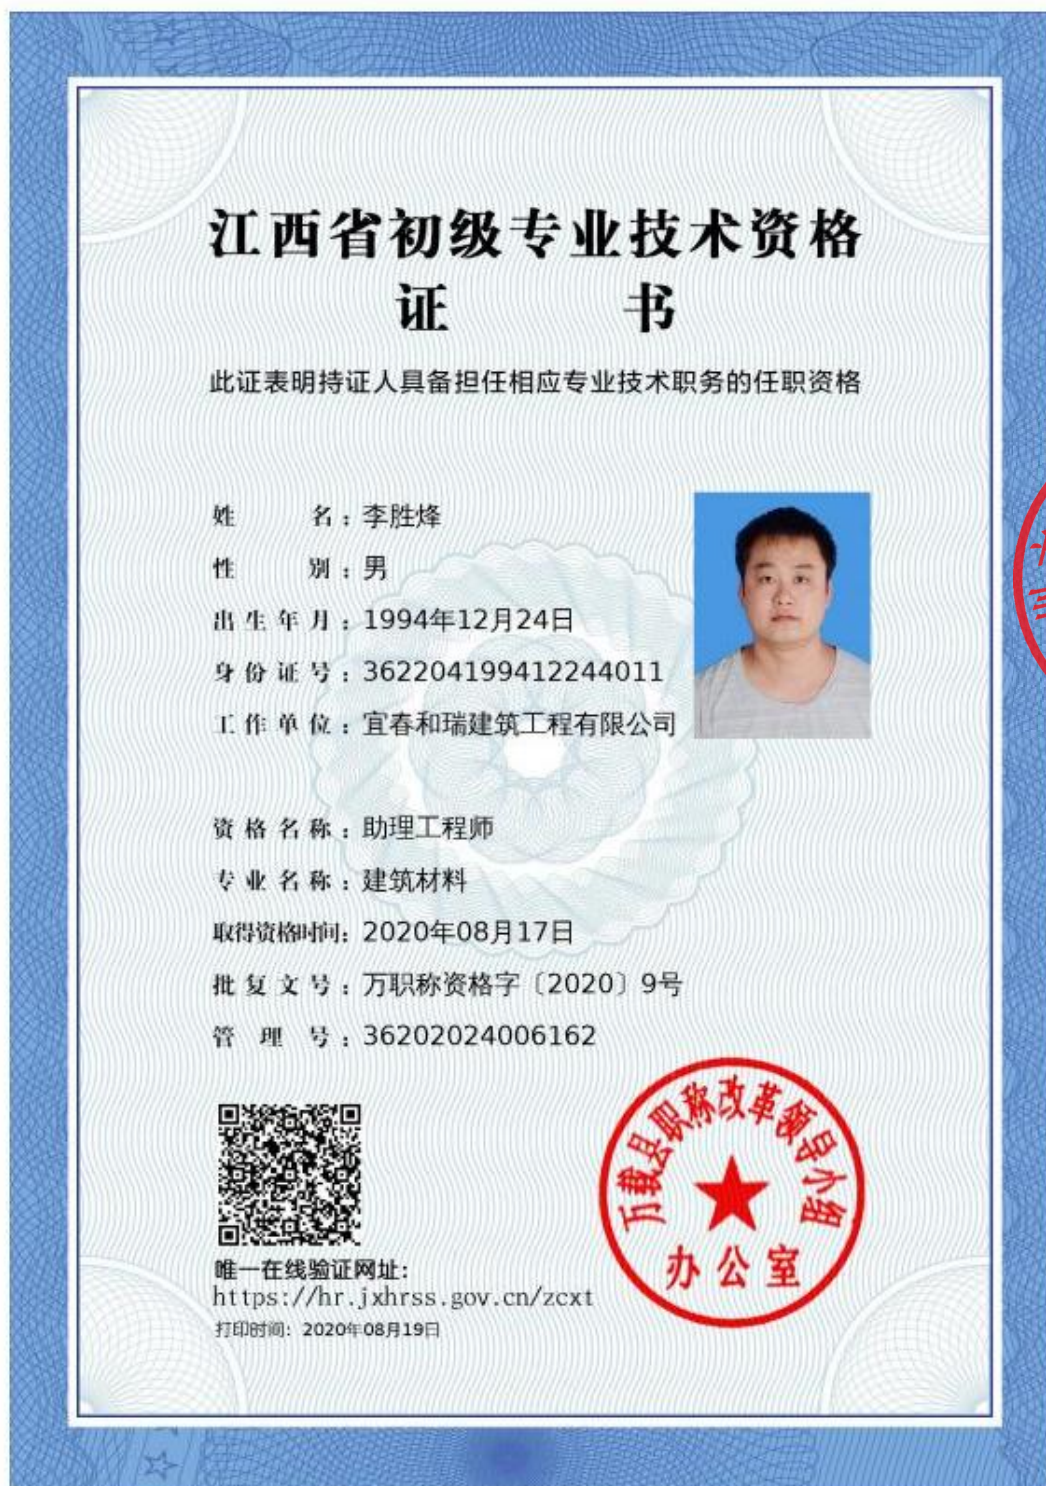 江西省初级专业技术资格
证 书
此证表明持证人具备担任相应专业技术职务的任职资格
姓 名：李胜烽
性 别：男
出生年月：1994年12月24日
身份证号：362204199412244011
工作单位：宜春和瑞建筑工程有限公司
资格名称：助理工程师
专业名称：建筑材料
取得资格时间：2020年08月17日
批复文号：万职称资格字〔2020〕9号
管 理 号：36202024006162
万载县职称改革领导小组
办公室
唯一在线验证网址：
https://hr.jxhrss.gov.cn/zcxt
打印时间：2020年08月19日